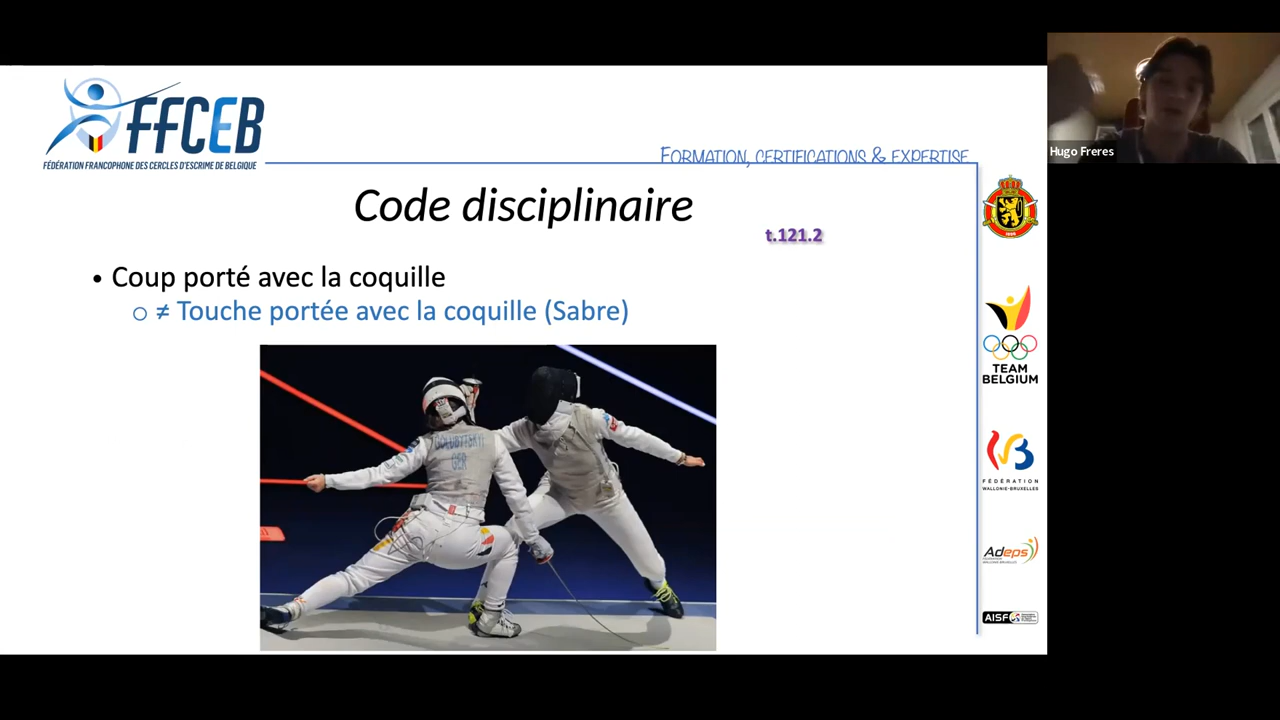 FFCEB
FÉDÉRATION FRANCOPHONE DES CERCLES D'ESCRIME DE BELGIQUE
FORMATION, CERTIFICATIONS & EXPERTISE
Hugo Freres
Code disciplinaire
t.121.2
• Coup porté avec la coquille
o ≠ Touche portée avec la coquille (Sabre)
GER
TEAM
BELGIUM
FÉDÉRATION
WALLONIE-BRUXELLES
Adeps
AISF